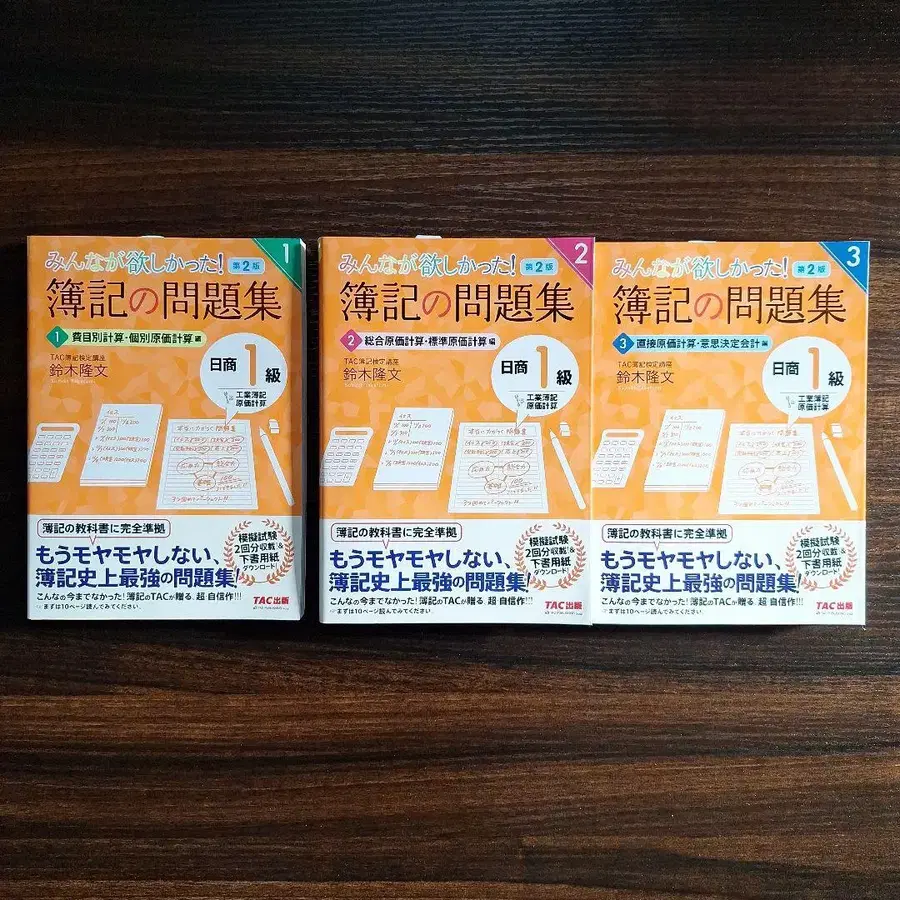 みんなが欲しかった!
第2版
1
簿記の問題集
1 費目別計算・個別原価計算編
TAC簿記検定講座
鈴木隆文
日商1級
工業簿記
原価計算
簿記の教科書に完全準拠
もうモヤモヤしない、
簿記史上最強の問題集!
こんなの今までなかった!簿記のTACが贈る、超自信作!!!
まずは10ページ読んでみてください。
模擬試験
2回分収載!&
下書用紙
ダウンロード!
TAC出版
みんなが欲しかった!
第2版
2
簿記の問題集
2 総合原価計算・標準原価計算編
TAC簿記検定講座
鈴木隆文
日商1級
工業簿記
原価計算
簿記の教科書に完全準拠
もうモヤモヤしない、
簿記史上最強の問題集!
こんなの今までなかった!簿記のTACが贈る、超自信作!!!
まずは10ページ読んでみてください。
模擬試験
2回分収載!&
下書用紙
ダウンロード!
TAC出版
みんなが欲しかった!
第2版
3
簿記の問題集
3 直接原価計算・意思決定会計編
TAC簿記検定講座
鈴木隆文
日商1級
工業簿記
原価計算
簿記の教科書に完全準拠
もうモヤモヤしない、
簿記史上最強の問題集!
こんなの今までなかった!簿記のTACが贈る、超自信作!!!
まずは10ページ読んでみてください。
模擬試験
2回分収載!&
下書用紙
ダウンロード!
TAC出版